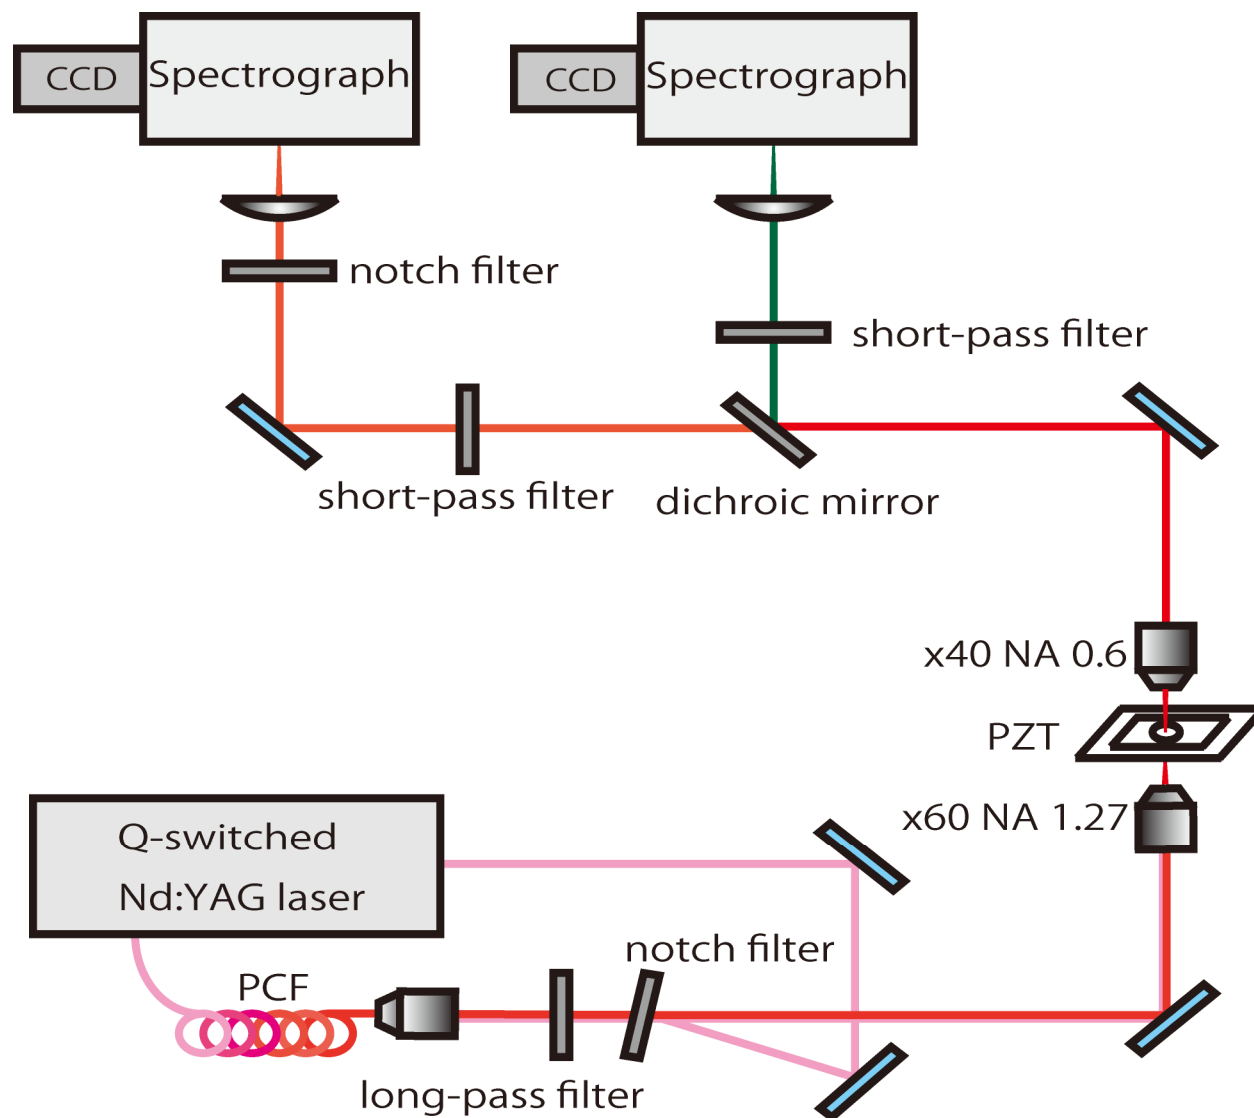 CCD
Spectrograph
CCD
Spectrograph
notch filter
short-pass filter
short-pass filter
dichroic mirror
x40 NA 0.6
PZT
x60 NA 1.27
Q-switched
Nd:YAG laser
notch filter
PCF
long-pass filter